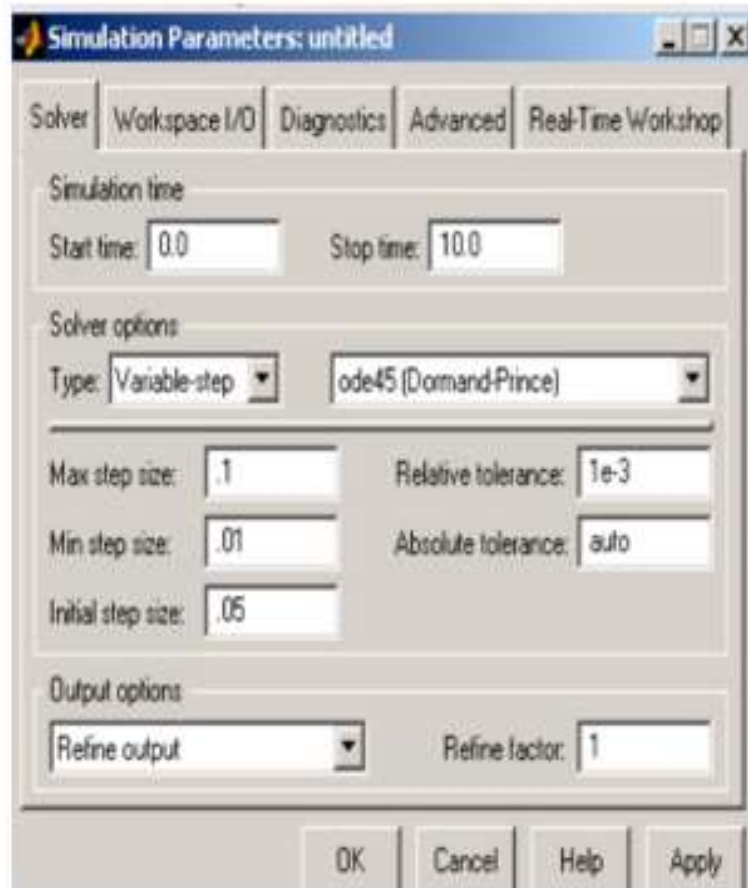 Simulation Parameters: untitled
Solver Workspace I/O Diagnostics Advanced Real-Time Workshop
Simulation time
Start time: 0.0 Stop time: 10.0
Solver options
Type: Variable-step ode45 (Dormand-Prince)
Max step size: .1 Relative tolerance: 1e-3
Min step size: .01 Absolute tolerance: auto
Initial step size: .05
Output options
Refine output Refine factor: 1
OK Cancel Help Apply